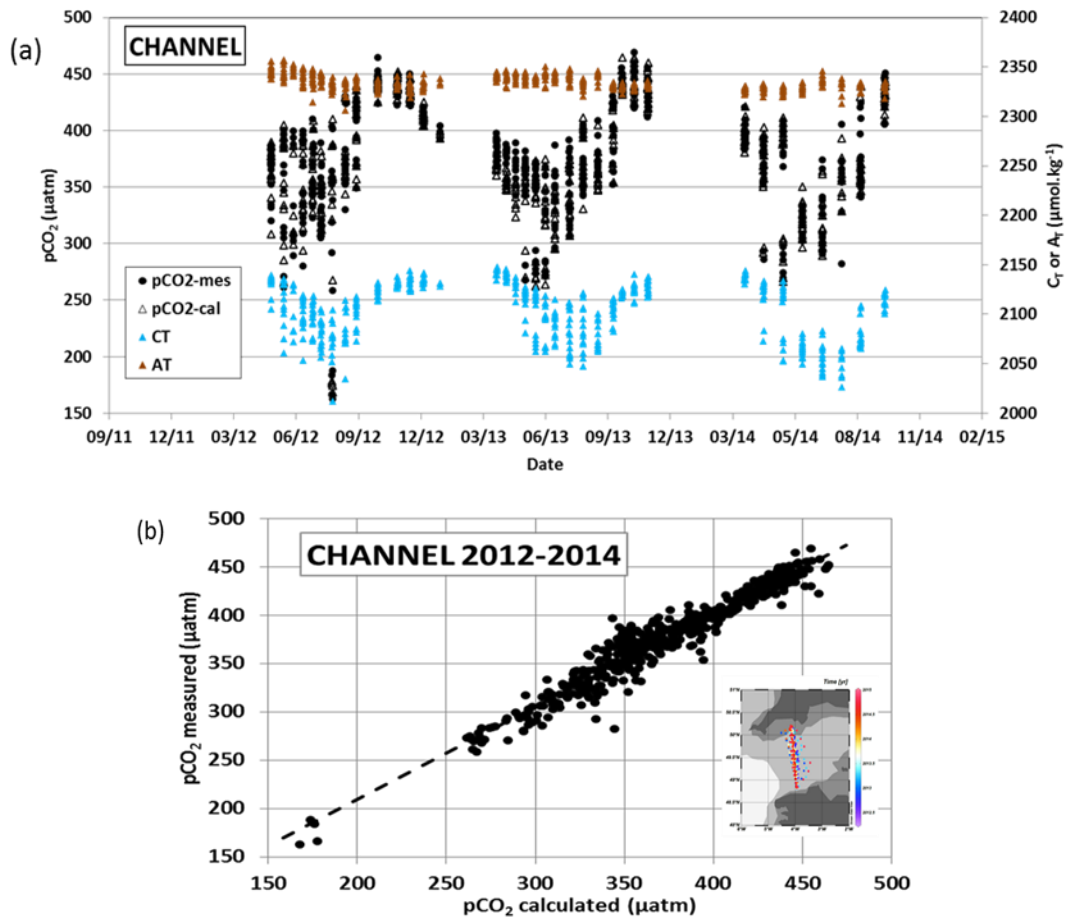 (a)
CHANNEL
500
450
400
350
300
250
200
150
pCO₂ (µatm)
2400
2350
2300
2250
2200
2150
2100
2050
2000
C_T or A_T (µmol.kg⁻¹)
pCO2-mes
pCO2-cal
CT
AT
09/11 12/11 03/12 06/12 09/12 12/12 03/13 06/13 09/13 12/13 03/14 05/14 08/14 11/14 02/15
Date
(b)
CHANNEL 2012-2014
500
450
400
350
300
250
200
150
pCO₂ measured (µatm)
Time [yr]
150 200 250 300 350 400 450 500
pCO₂ calculated (µatm)